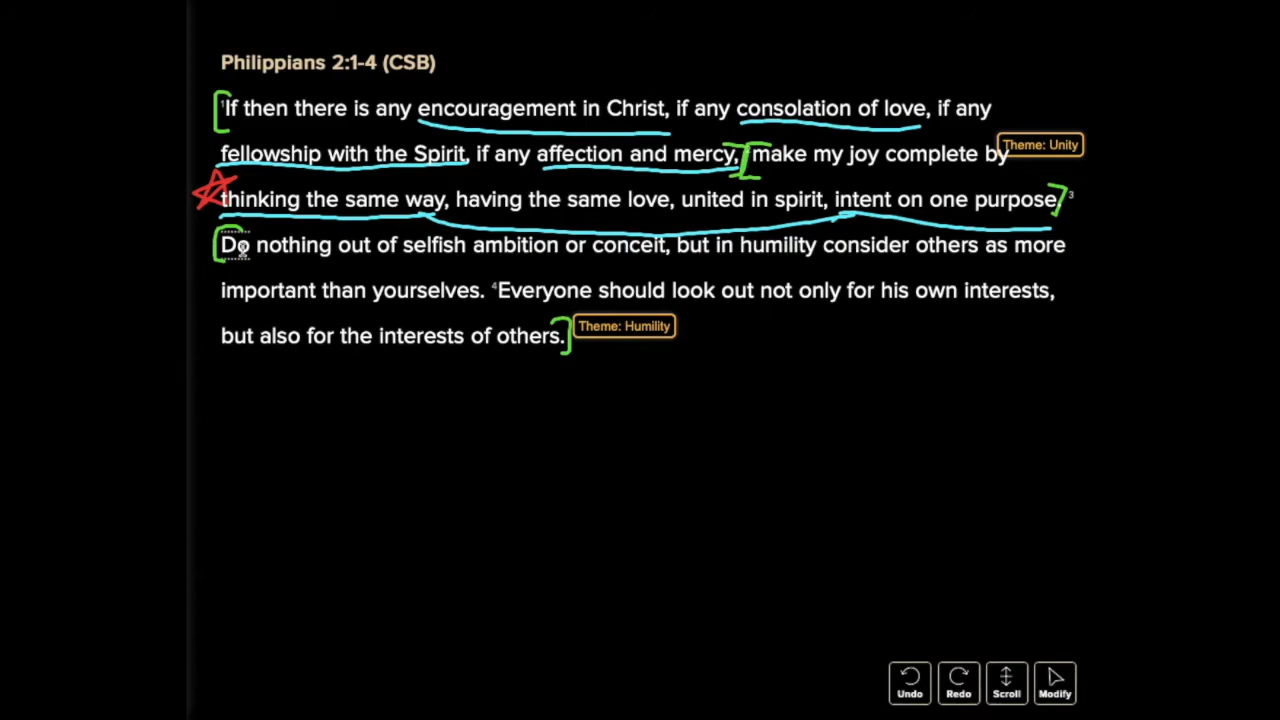 Philippians 2:1-4 (CSB)
1If then there is any encouragement in Christ, if any consolation of love, if any
fellowship with the Spirit, if any affection and mercy, make my joy complete by
Theme: Unity
thinking the same way, having the same love, united in spirit, intent on one purpose. 3
Do nothing out of selfish ambition or conceit, but in humility consider others as more
important than yourselves. 4Everyone should look out not only for his own interests,
but also for the interests of others.
Theme: Humility
Undo
Redo
Scroll
Modify